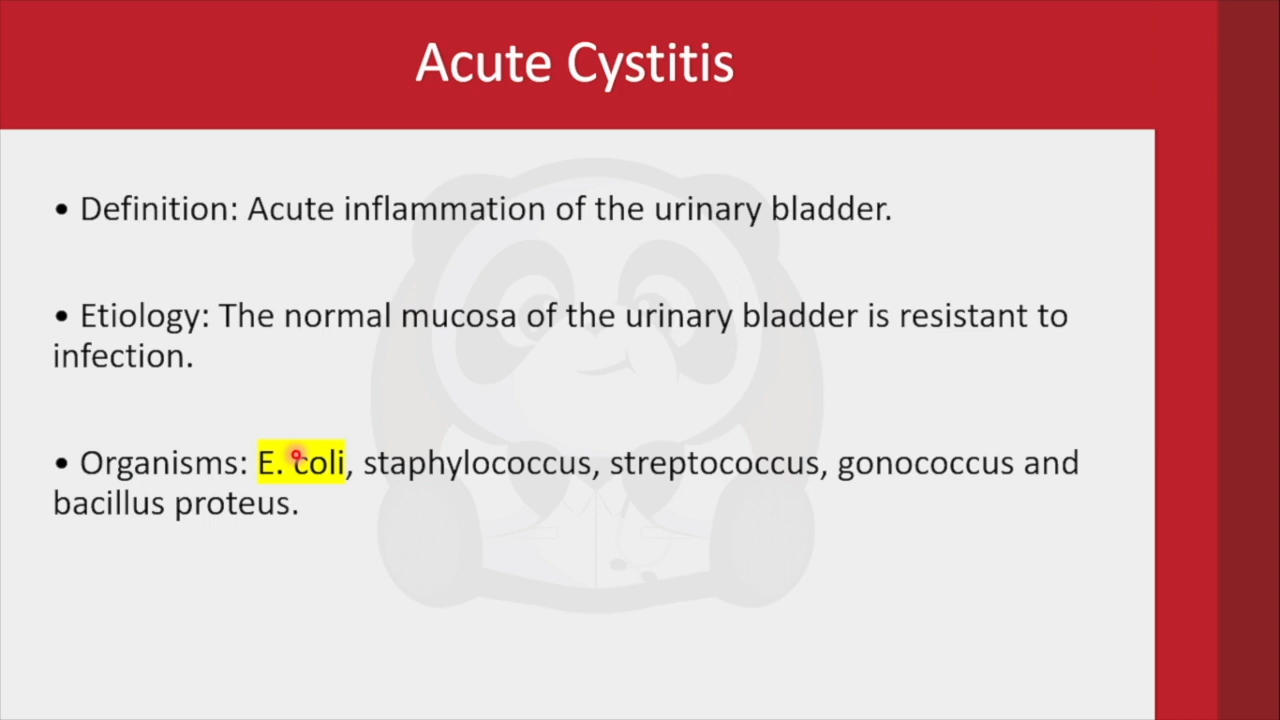 Acute Cystitis
• Definition: Acute inflammation of the urinary bladder.
• Etiology: The normal mucosa of the urinary bladder is resistant to
infection.
• Organisms: E. coli, staphylococcus, streptococcus, gonococcus and
bacillus proteus.